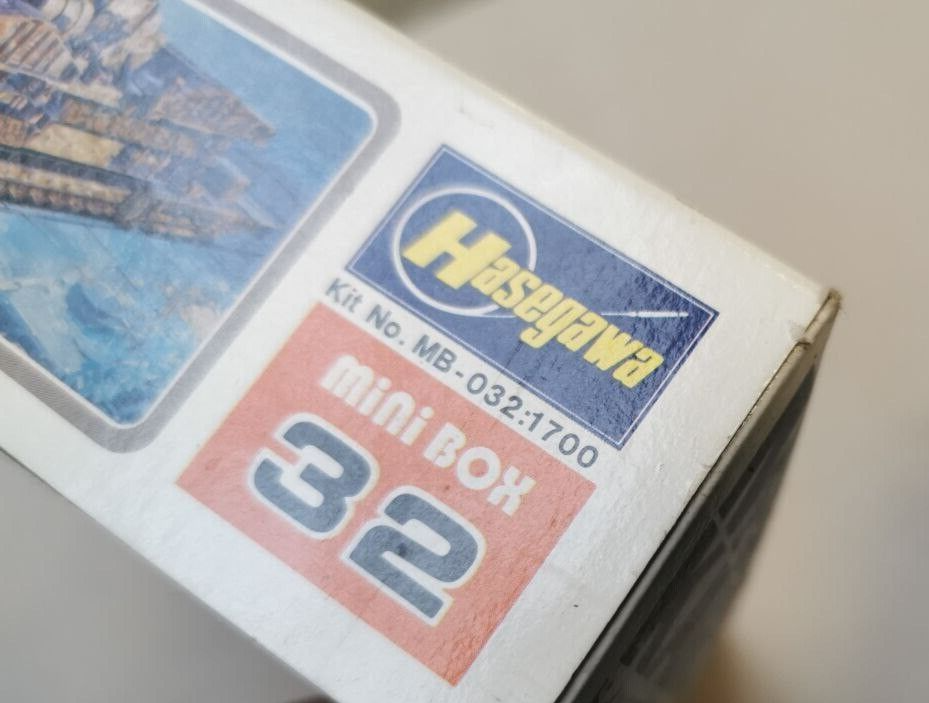 Hasegawa
Kit No. MB-032:1700
mini BOX
32